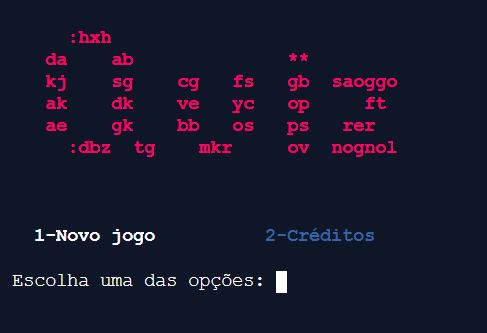 :hxh
da ab **
kj sg cg fs gb saoggo
ak dk ve yc op ft
ae gk bb os ps rer
:dbz tg mkr ov nognol
1-Novo jogo 2-Créditos
Escolha uma das opções: